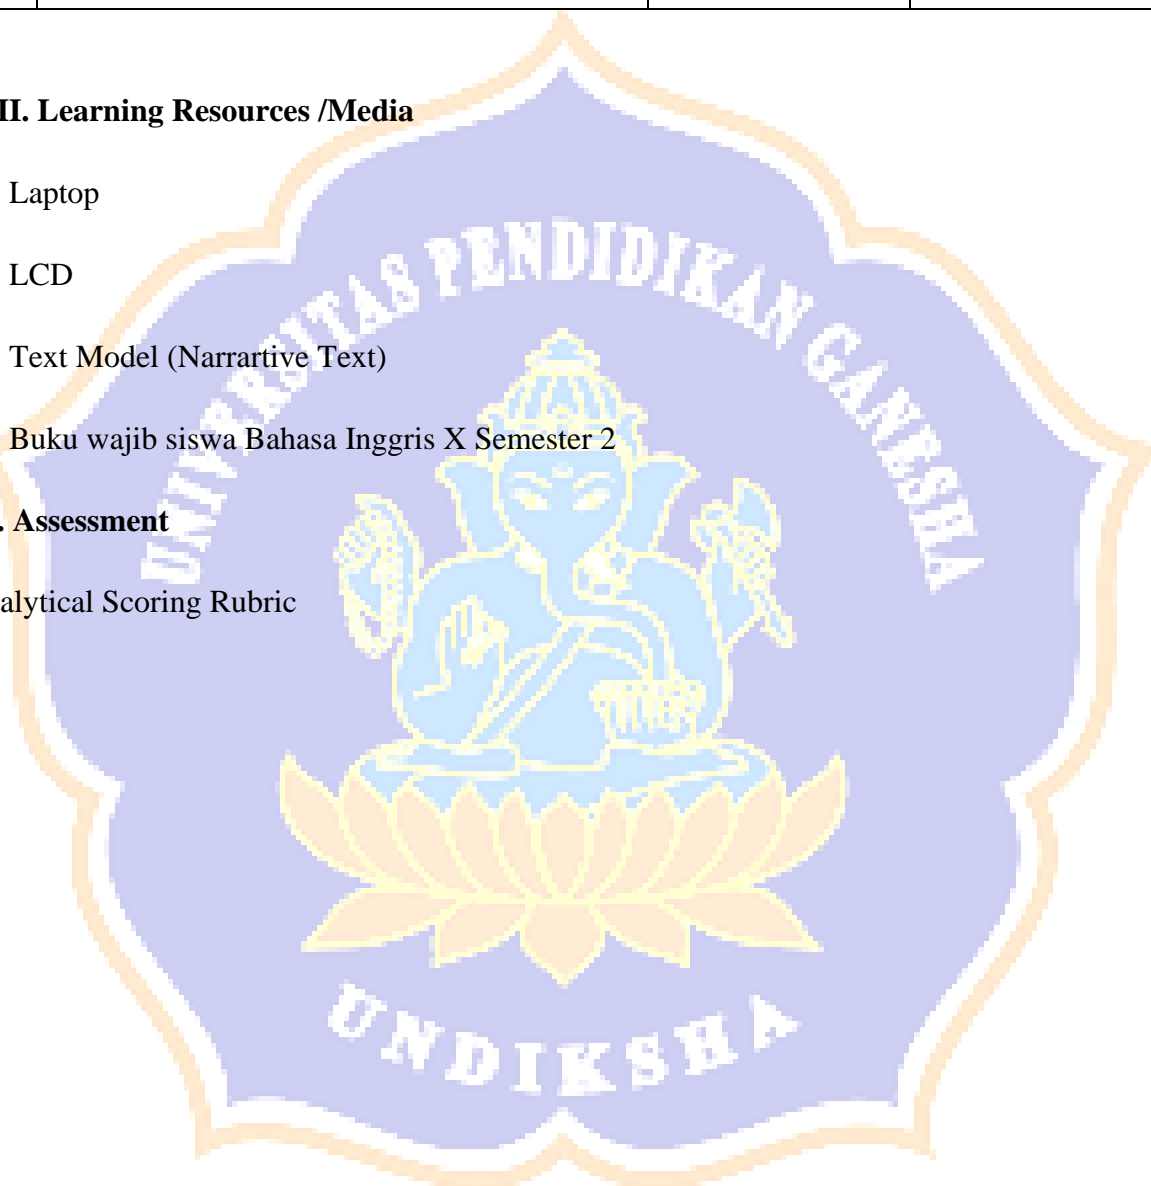 II. Learning Resources /Media
Laptop
LCD
Text Model (Narrartive Text)
Buku wajib siswa Bahasa Inggris X Semester 2
. Assessment
alytical Scoring Rubric
UNIVERSITAS PENDIDIKAN GANESHA
UNDIKSHA